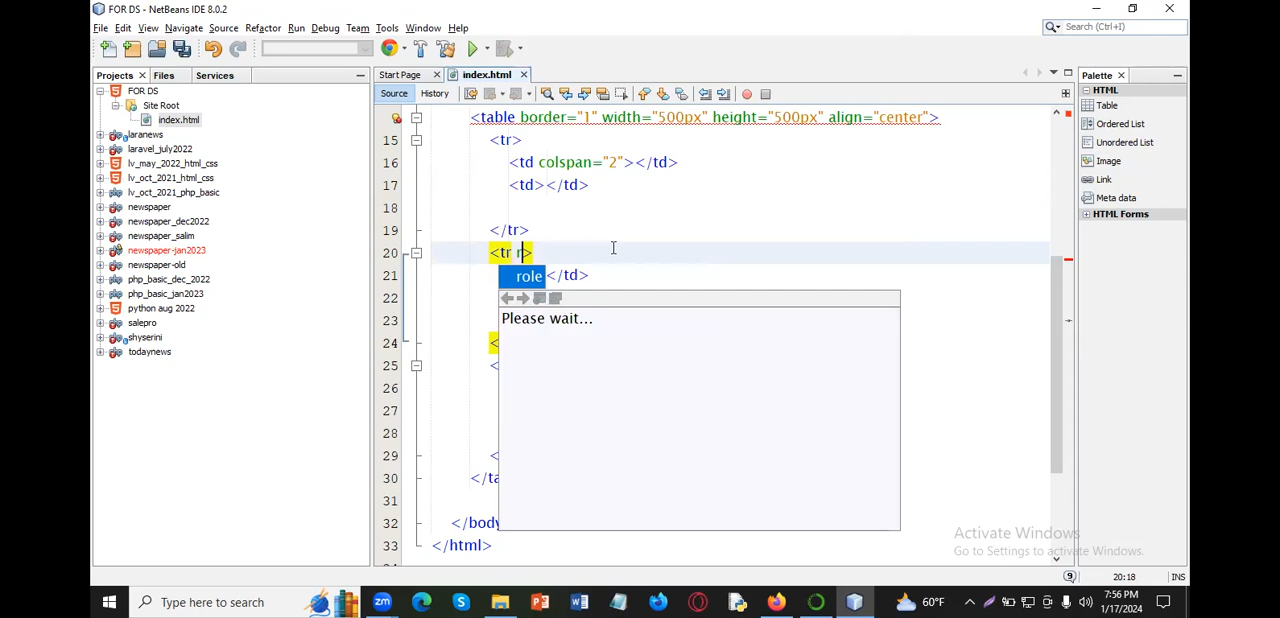 FOR DS - NetBeans IDE 8.0.2
File Edit View Navigate Source Refactor Run Debug Team Tools Window Help
Search (Ctrl+I)
Projects Files Services
Start Page index.html
Palette
FOR DS
Site Root
index.html
laranews
laravel_july2022
lv_may_2022_html_css
lv_oct_2021_html_css
lv_oct_2021_php_basic
newspaper
newspaper_dec2022
newspaper_salim
newspaper-jan2023
newspaper-old
php_basic_dec_2022
php_basic_jan2023
python aug 2022
salepro
shyserini
todaynews
Source History
<table border="1" width="500px" height="500px" align="center">
15 <tr>
16 <td colspan="2"></td>
17 <td></td>
18
19 </tr>
20 <tr r>
21 </td>
role
Please wait...
22
23
24 <
25 <
26
27
28
29 <
30 </ta
31
32 </body
33 </html>
HTML
Table
Ordered List
Unordered List
Image
Link
Meta data
HTML Forms
Activate Windows
Go to Settings to activate Windows.
9 20:18 INS
Type here to search
60°F
7:56 PM
1/17/2024